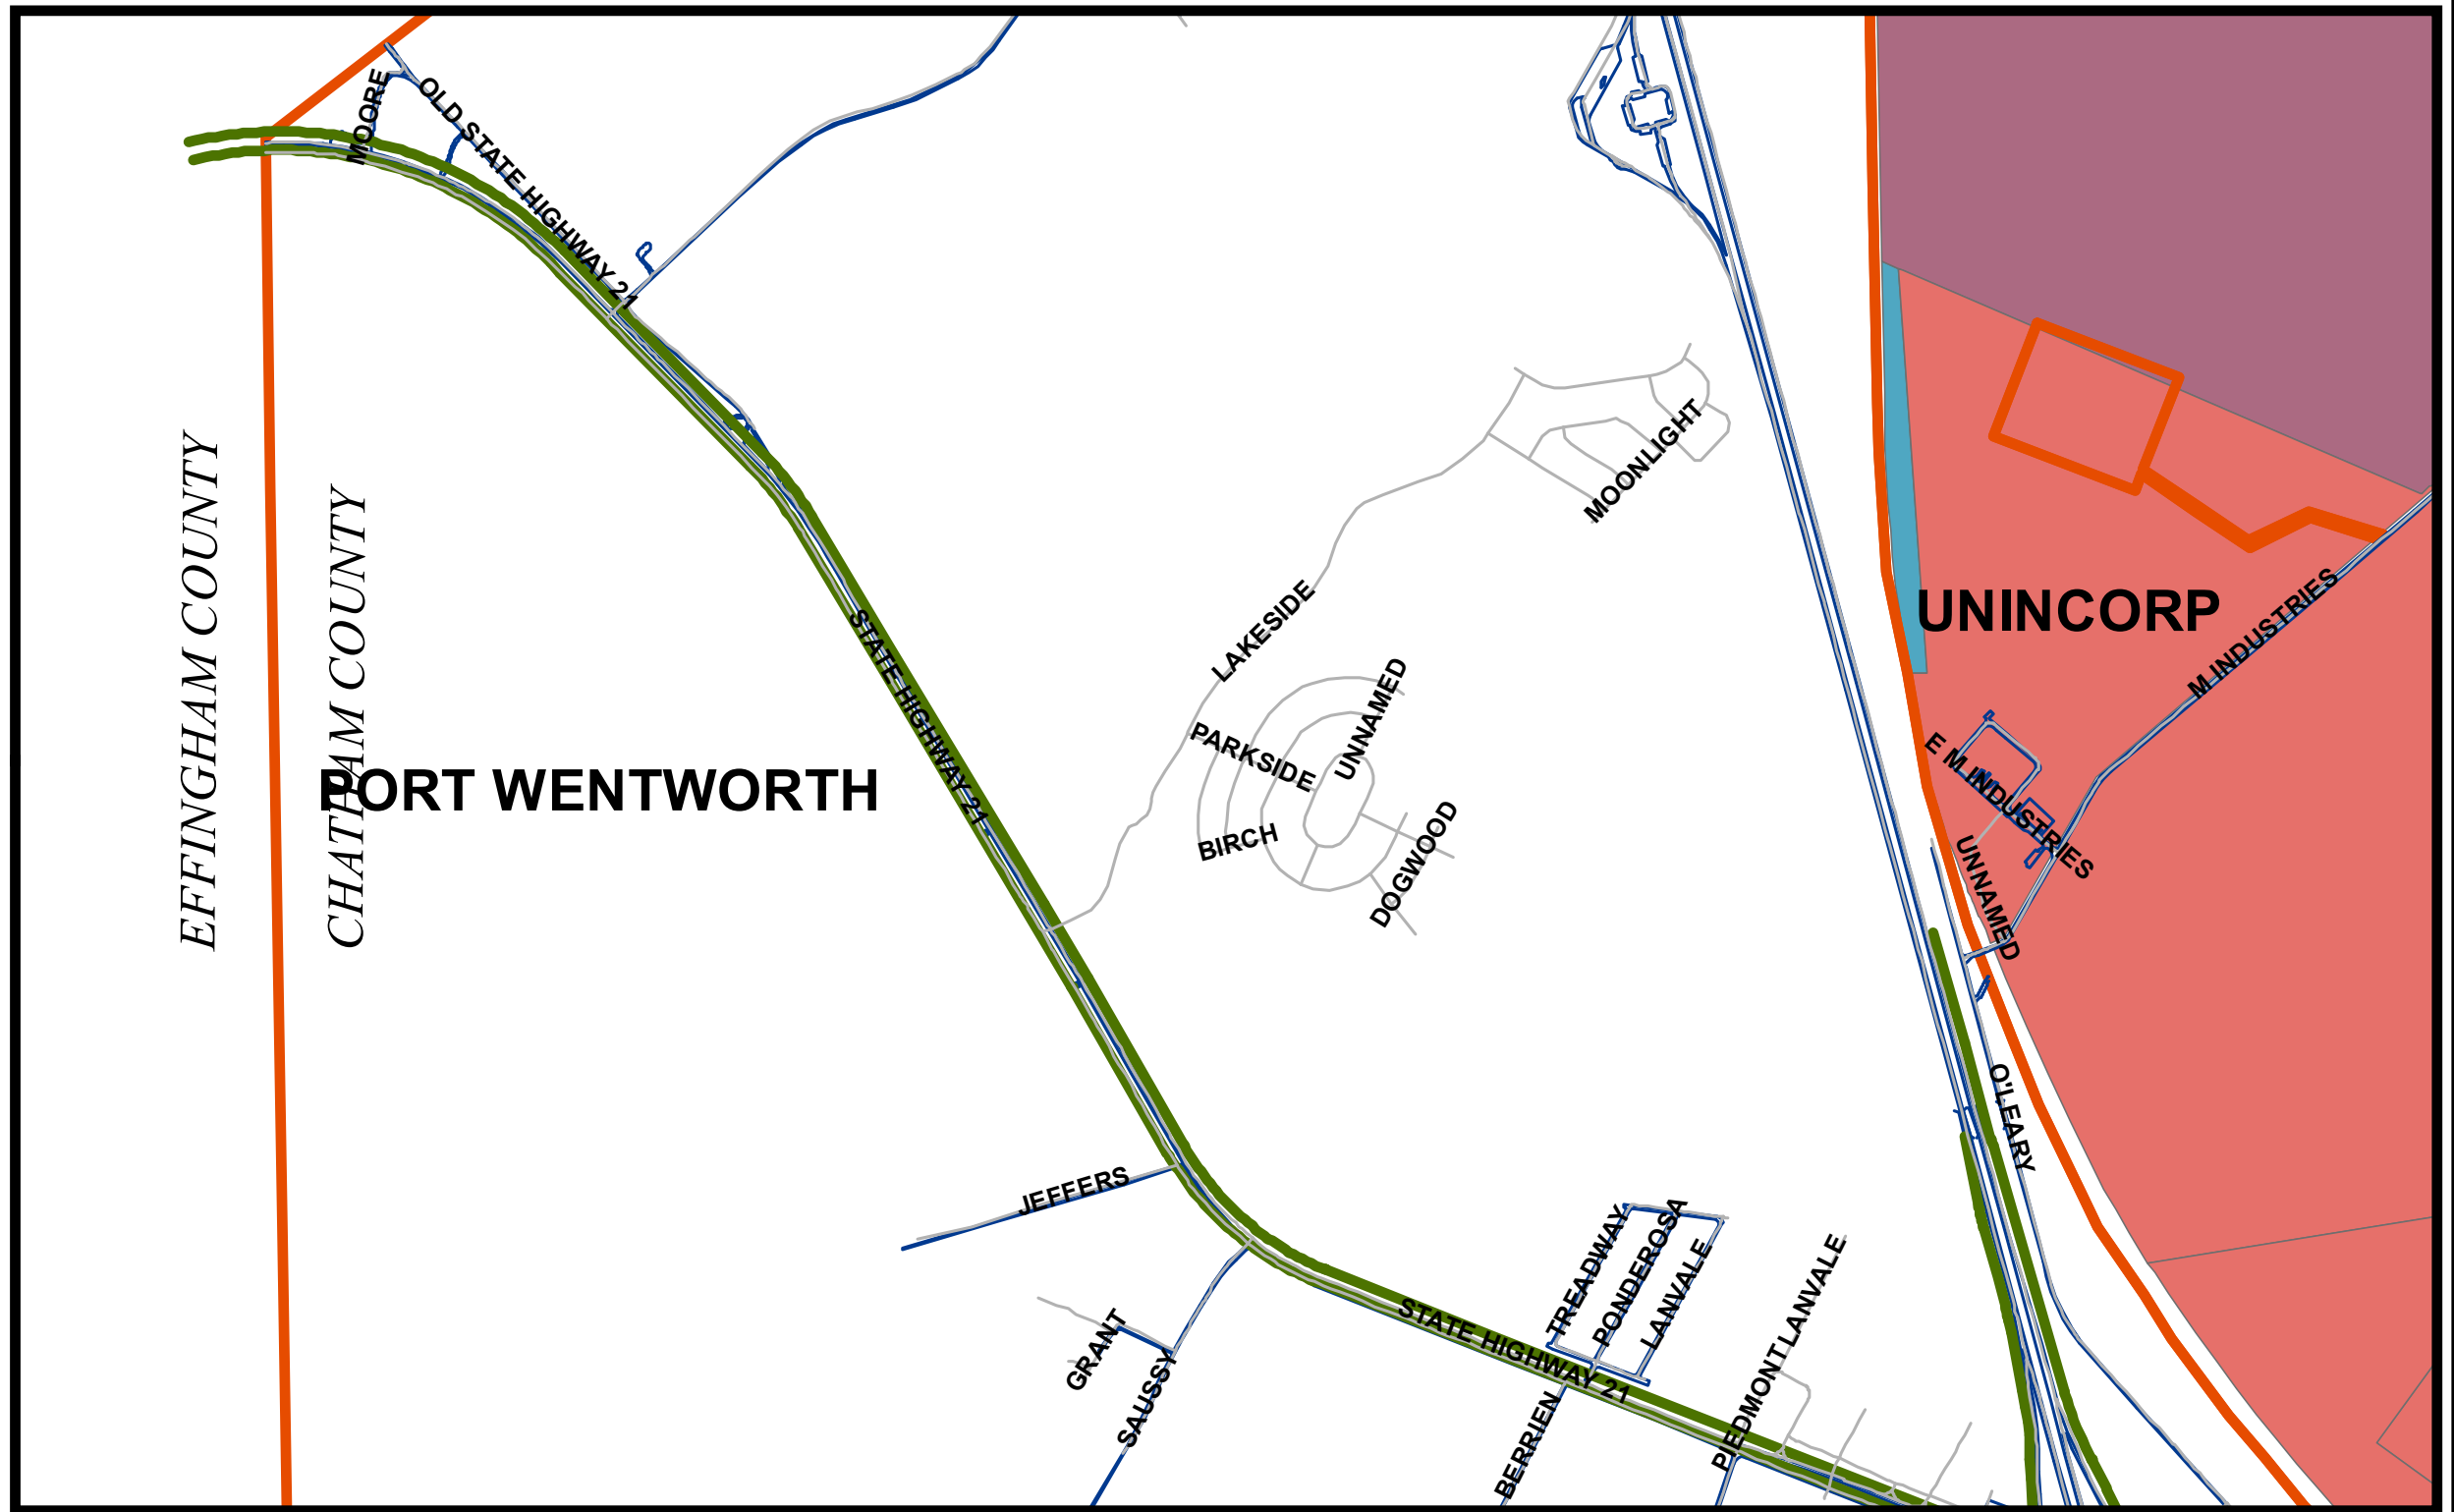 MOORE
OLD STATE HIGHWAY 21
EFFINGHAM COUNTY
CHATHAM COUNTY
PORT WENTWORTH
STATE HIGHWAY 21
LAKESIDE
MOONLIGHT
UNNAMED
PARKSIDE
BIRCH
DOGWOOD
UNINCORP
M INDUSTRIES
E M INDUSTRIES
UNNAMED
O'LEARY
JEFFERS
GRANT
SAUSSY
STATE HIGHWAY 21
TREADWAY
PONDEROSA
LANVALE
BERRIEN
PIEDMONT
LANVALE